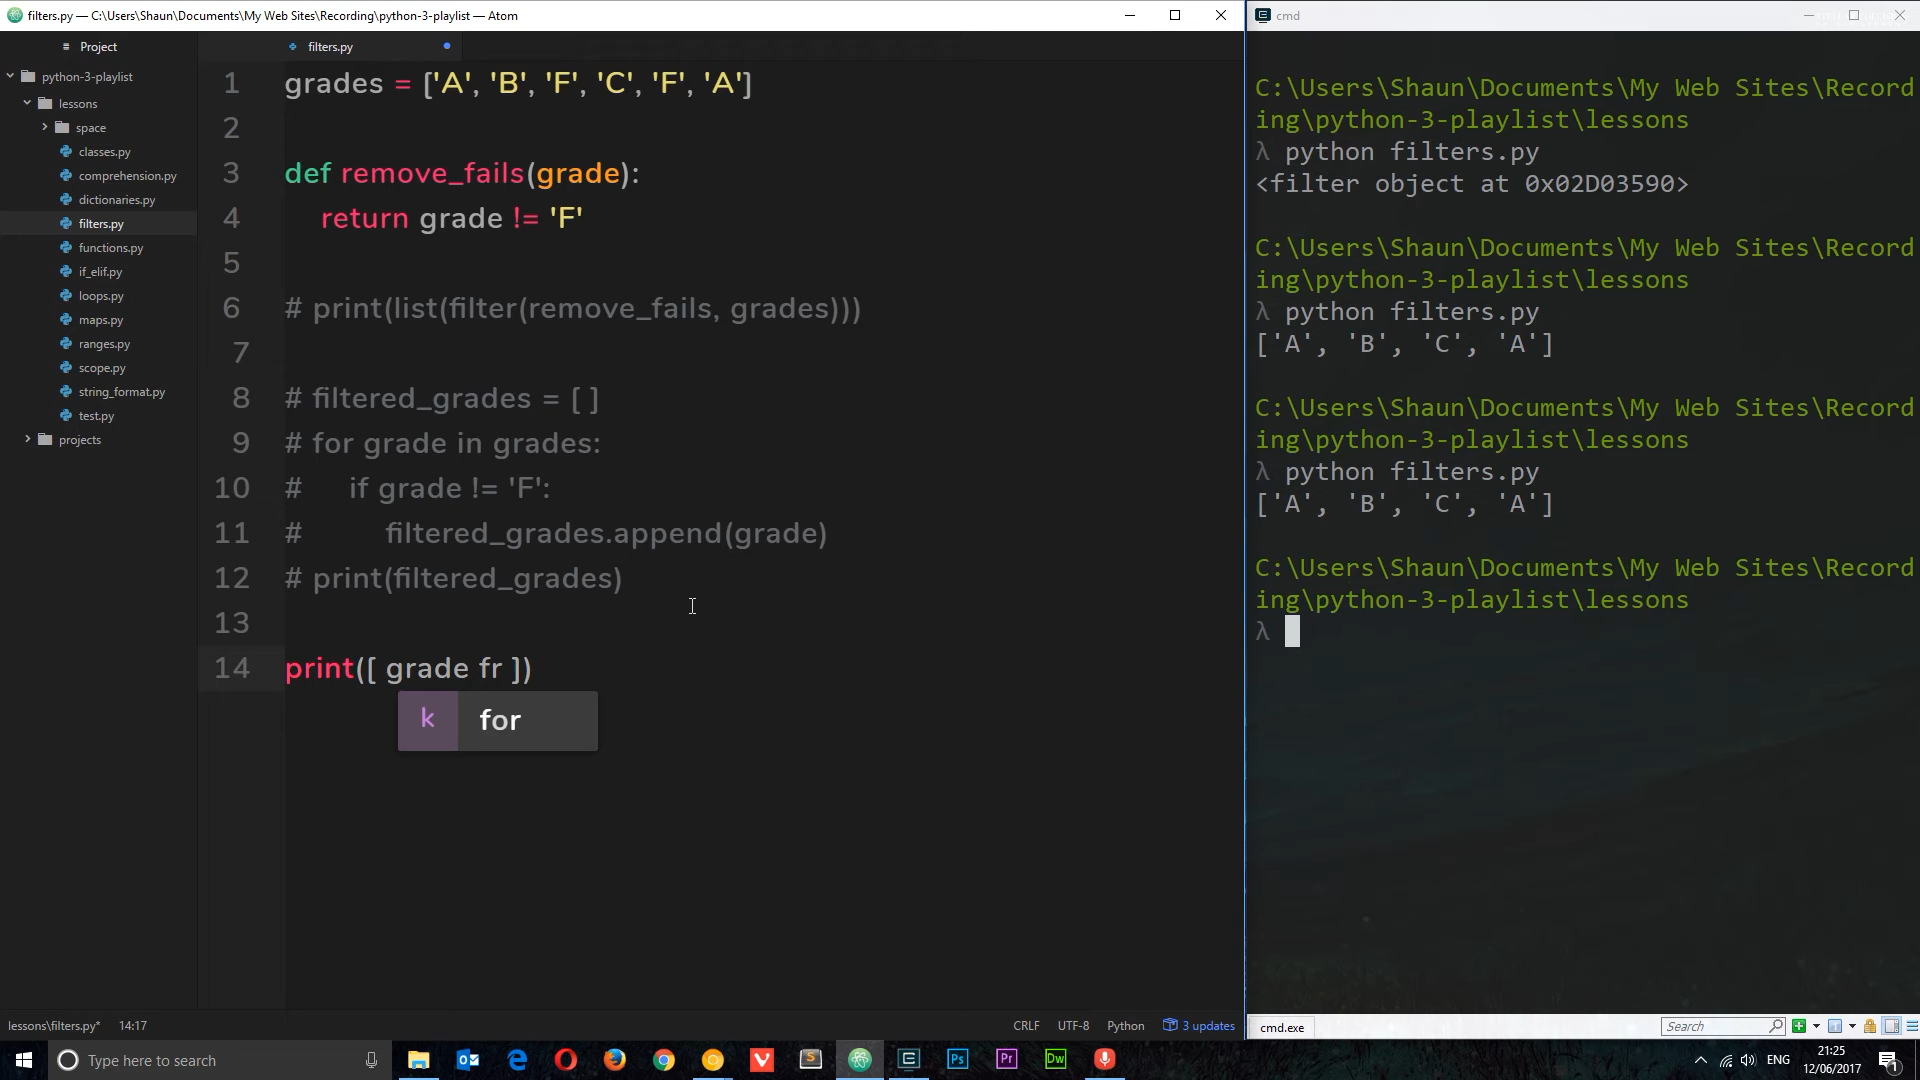 filters.py — C:\Users\Shaun\Documents\My Web Sites\Recording\python-3-playlist — Atom
Project
python-3-playlist
lessons
space
classes.py
comprehension.py
dictionaries.py
filters.py
functions.py
if_elif.py
loops.py
maps.py
ranges.py
scope.py
string_format.py
test.py
projects
filters.py
1 grades = ['A', 'B', 'F', 'C', 'F', 'A']
2
3 def remove_fails(grade):
4     return grade != 'F'
5
6 # print(list(filter(remove_fails, grades)))
7
8 # filtered_grades = [ ]
9 # for grade in grades:
10 #     if grade != 'F':
11 #         filtered_grades.append(grade)
12 # print(filtered_grades)
13
14 print([ grade fr ])
k for
lessons\filters.py* 14:17
CRLF UTF-8 Python 3 updates
cmd
C:\Users\Shaun\Documents\My Web Sites\Record
ing\python-3-playlist\lessons
λ python filters.py
<filter object at 0x02D03590>
C:\Users\Shaun\Documents\My Web Sites\Record
ing\python-3-playlist\lessons
λ python filters.py
['A', 'B', 'C', 'A']
C:\Users\Shaun\Documents\My Web Sites\Record
ing\python-3-playlist\lessons
λ python filters.py
['A', 'B', 'C', 'A']
C:\Users\Shaun\Documents\My Web Sites\Record
ing\python-3-playlist\lessons
λ
cmd.exe
Search
Type here to search
Ps
Pr
Dw
ENG
21:25
12/06/2017
1